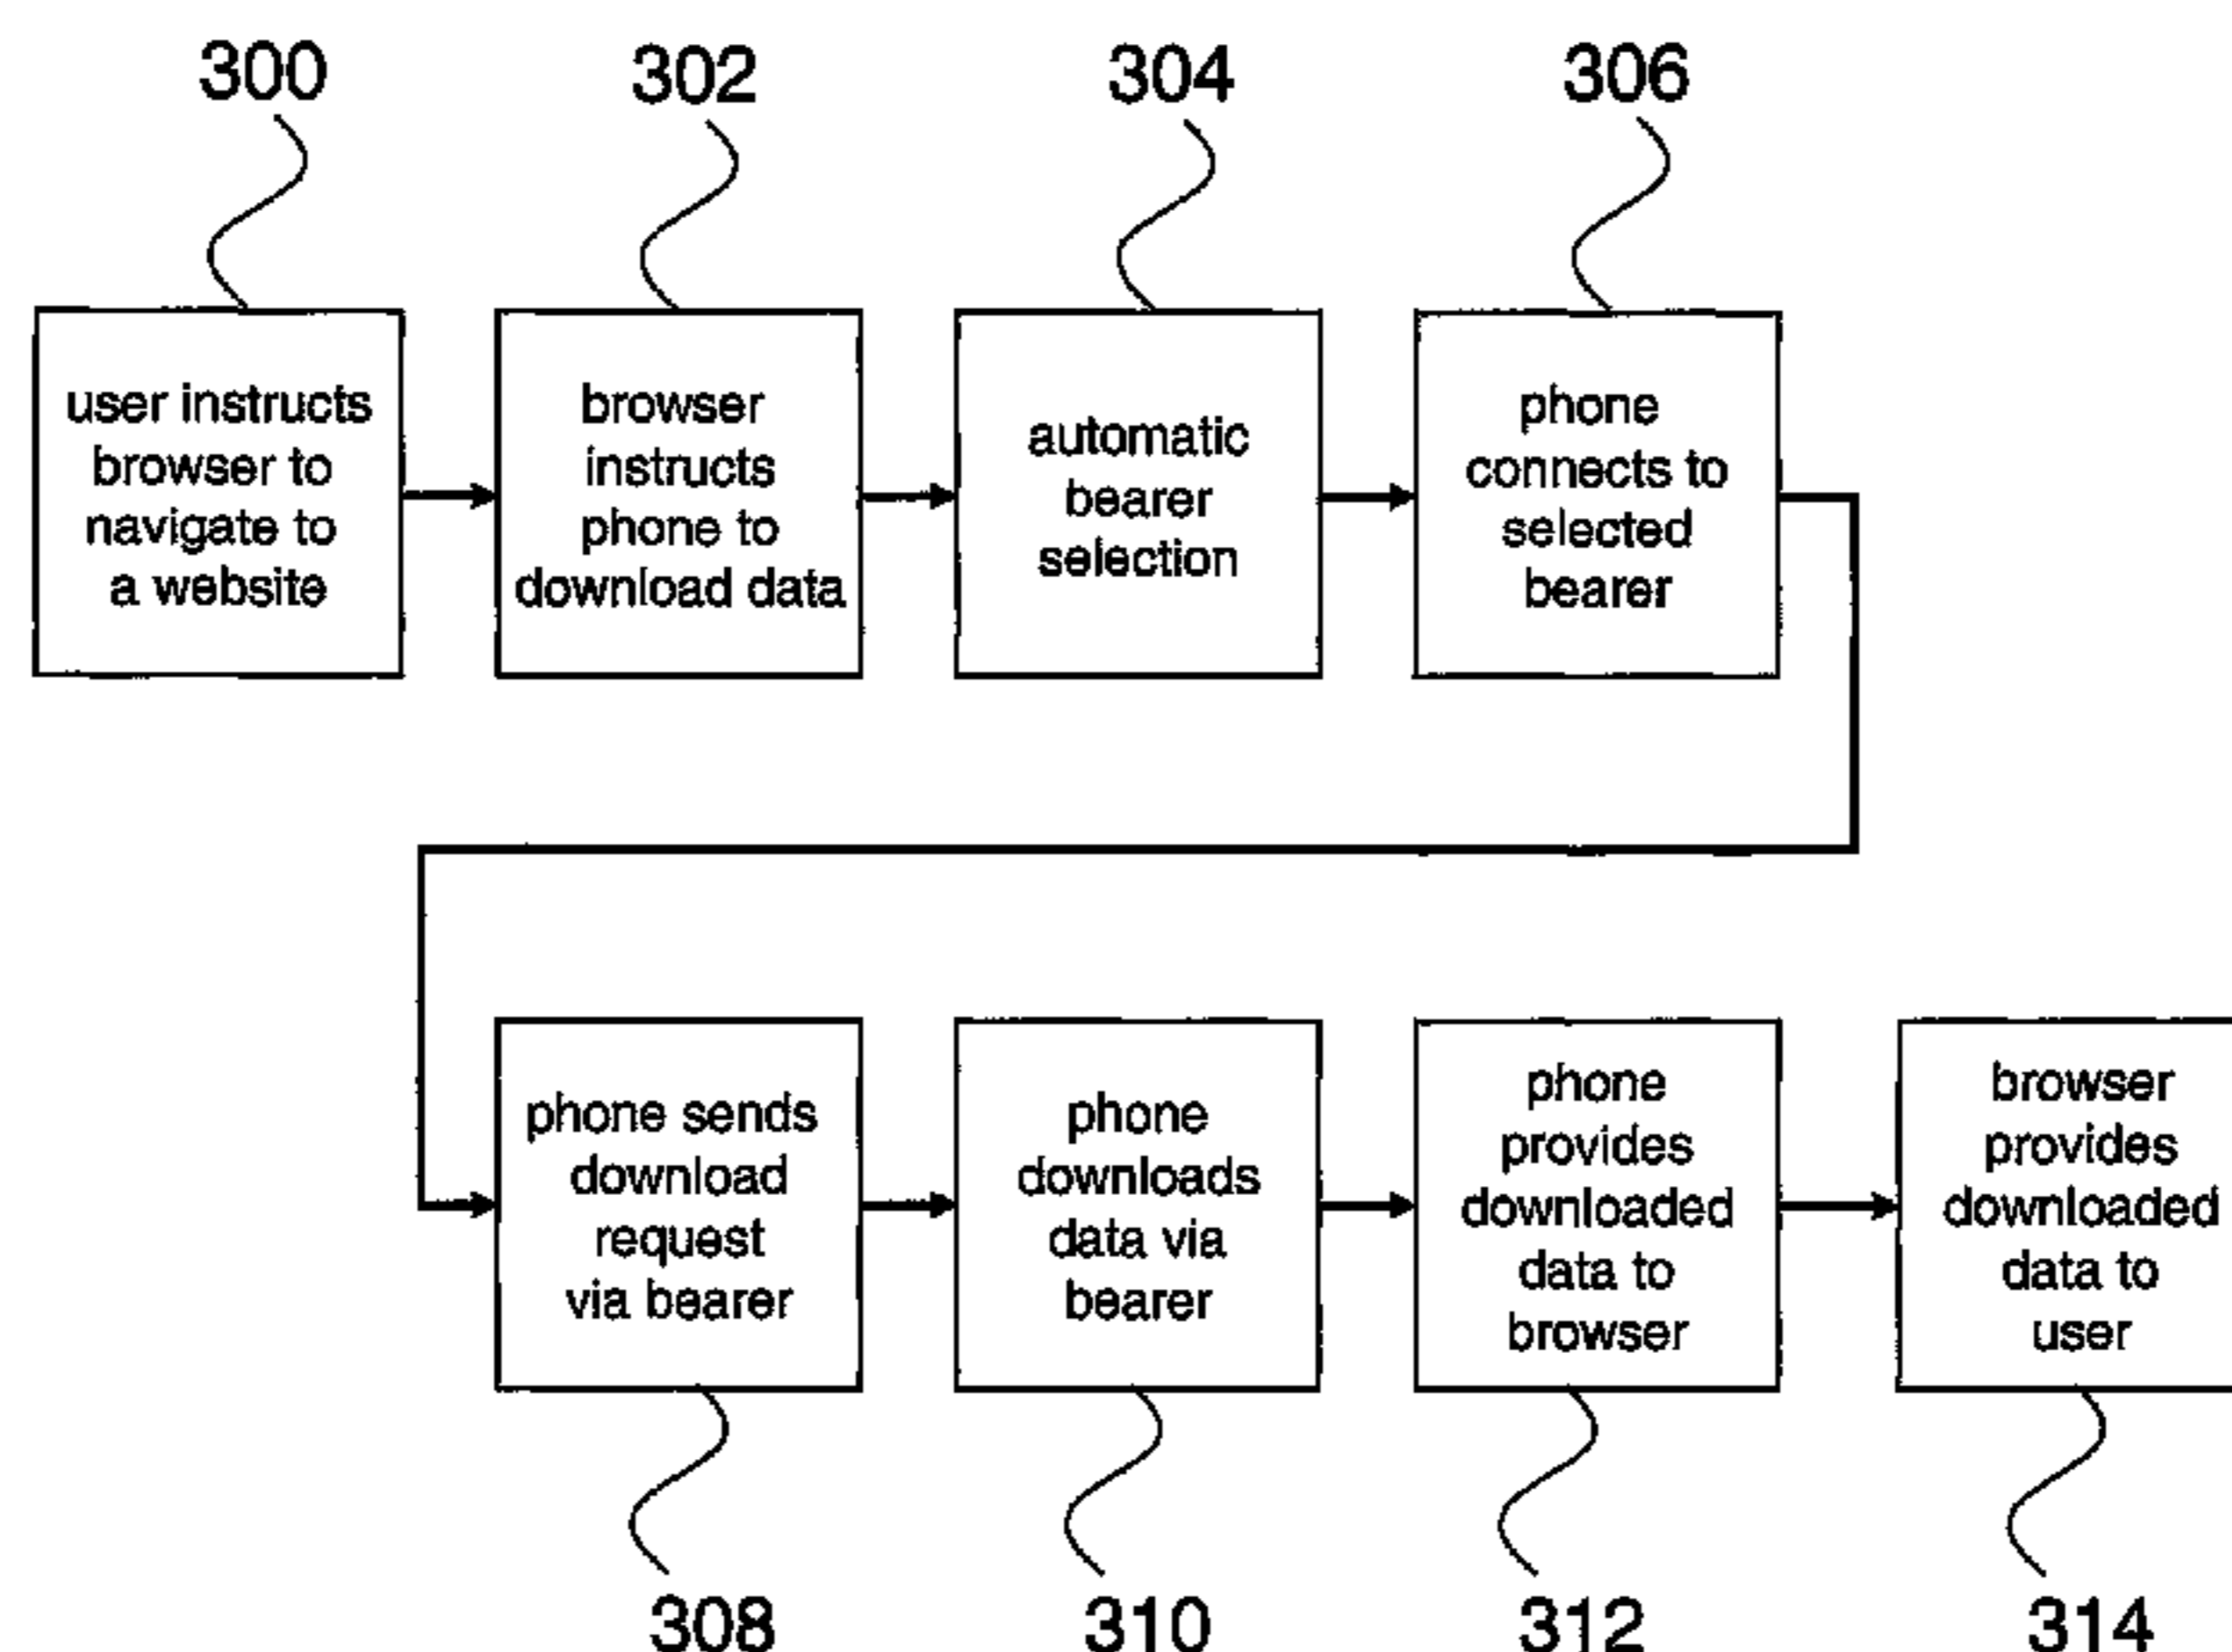 300
302
304
306
user instructs
browser to
navigate to
a website
browser
instructs
phone to
download data
automatic
bearer
selection
phone
connects to
selected
bearer
phone sends
download
request
via bearer
phone
downloads
data via
bearer
phone
provides
downloaded
data to
browser
browser
provides
downloaded
data to
user
308
310
312
314